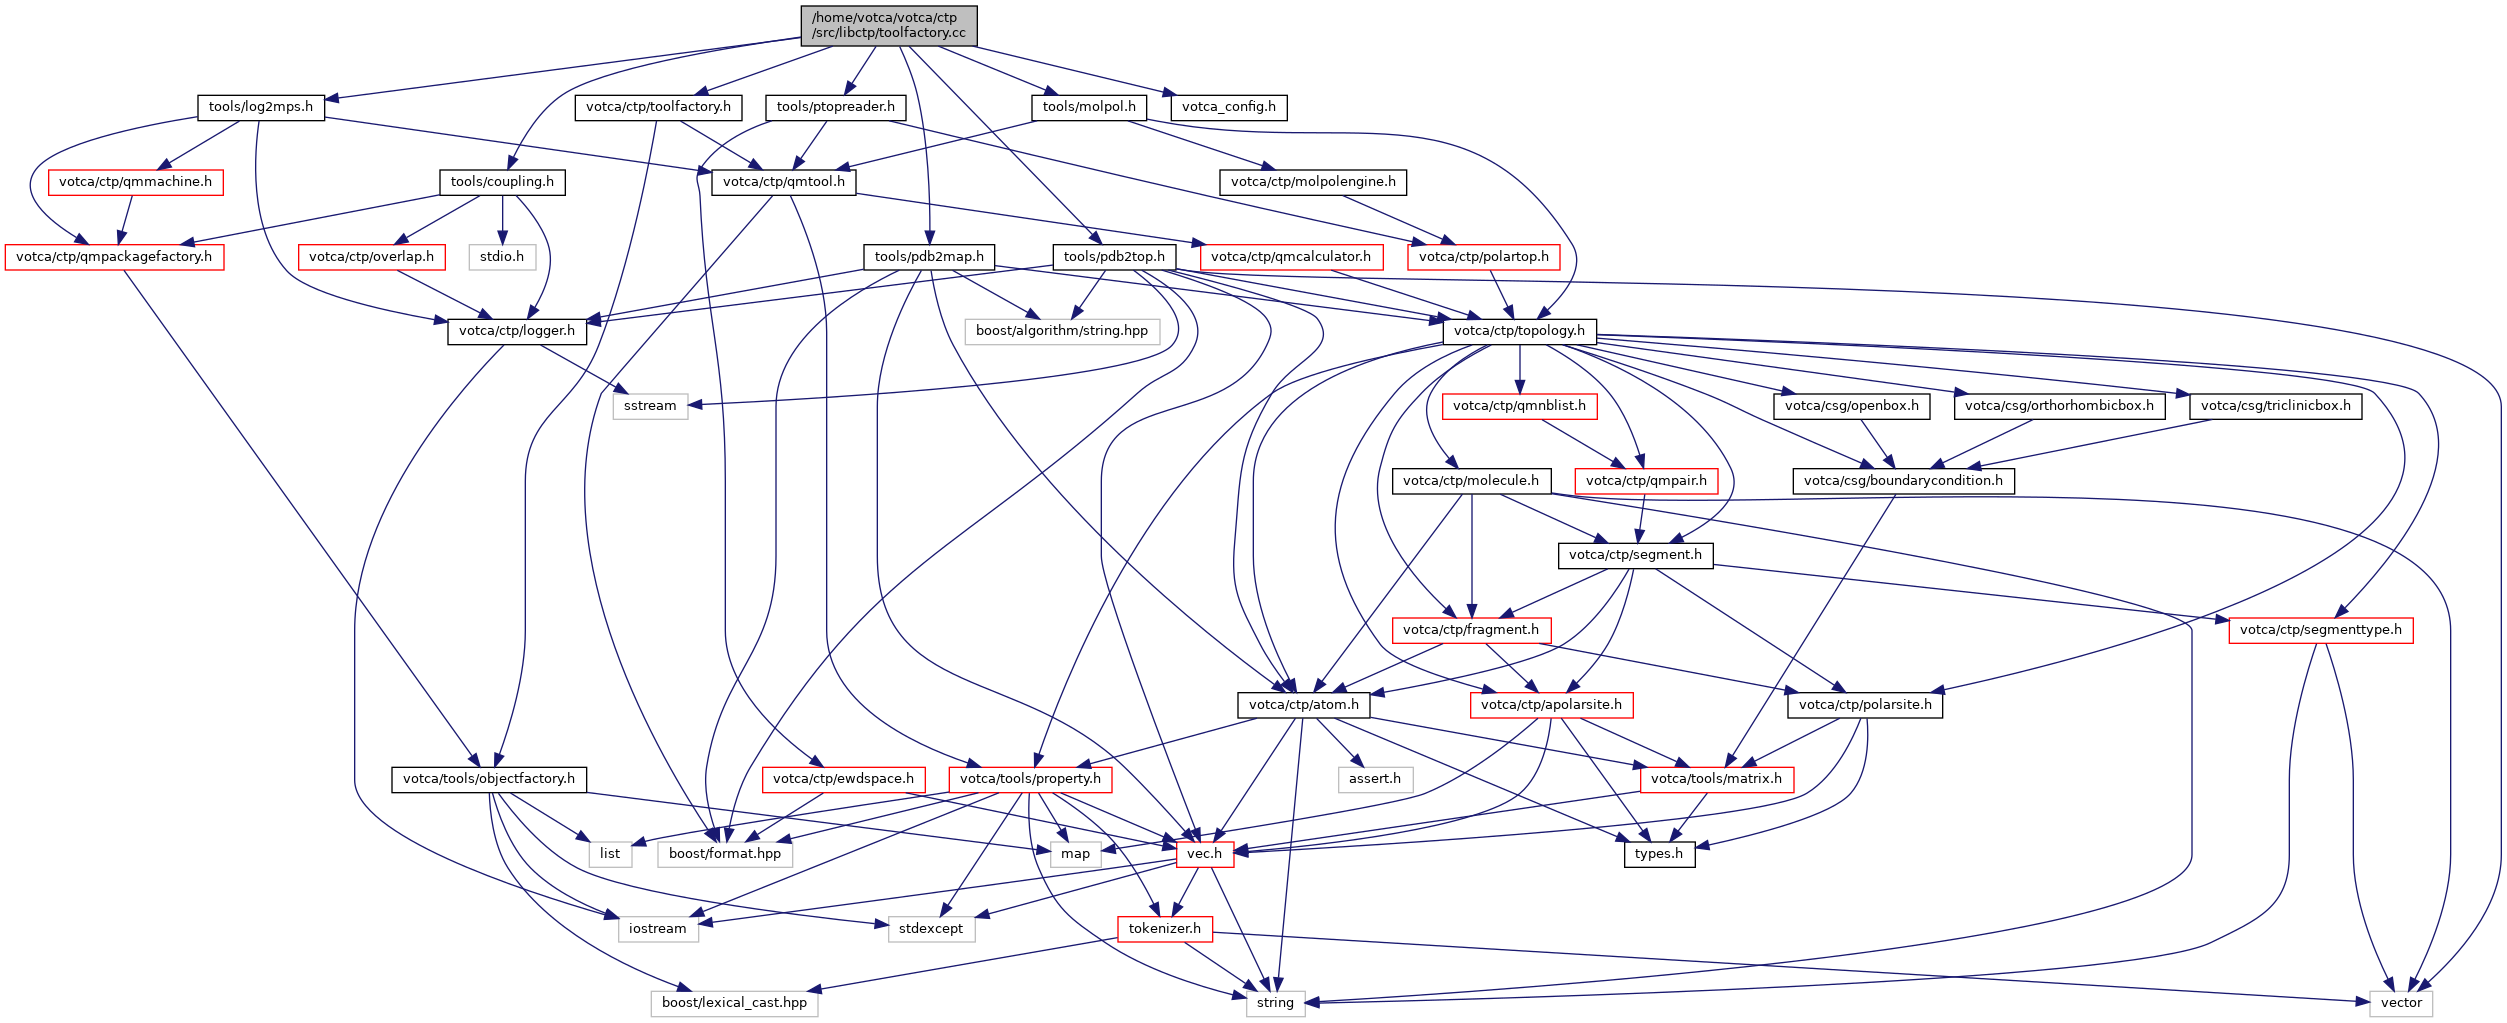 /home/votca/votca/ctp
/src/libctp/toolfactory.cc
tools/log2mps.h
votca/ctp/toolfactory.h
tools/ptopreader.h
tools/molpol.h
votca_config.h
votca/ctp/qmmachine.h
tools/coupling.h
votca/ctp/qmtool.h
votca/ctp/molpolengine.h
votca/ctp/qmpackagefactory.h
votca/ctp/overlap.h
stdio.h
tools/pdb2map.h
tools/pdb2top.h
votca/ctp/qmcalculator.h
votca/ctp/polartop.h
votca/ctp/logger.h
boost/algorithm/string.hpp
votca/ctp/topology.h
sstream
votca/ctp/qmnblist.h
votca/csg/openbox.h
votca/csg/orthorhombicbox.h
votca/csg/triclinicbox.h
votca/ctp/molecule.h
votca/ctp/qmpair.h
votca/csg/boundarycondition.h
votca/ctp/segment.h
votca/ctp/fragment.h
votca/ctp/segmenttype.h
votca/ctp/atom.h
votca/ctp/apolarsite.h
votca/ctp/polarsite.h
votca/tools/objectfactory.h
votca/ctp/ewdspace.h
votca/tools/property.h
assert.h
votca/tools/matrix.h
list
boost/format.hpp
map
vec.h
types.h
iostream
stdexcept
tokenizer.h
boost/lexical_cast.hpp
string
vector